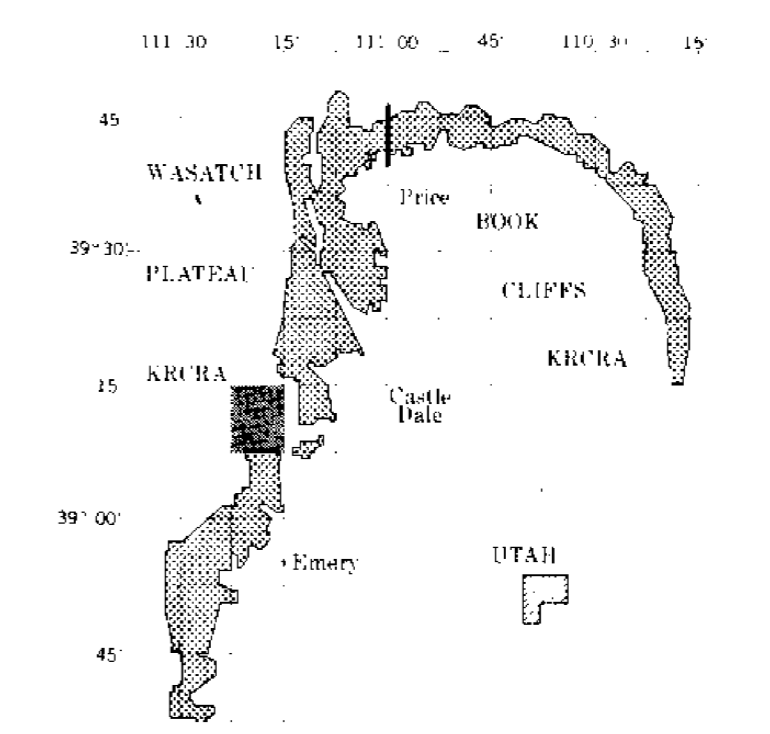 111 30 15' 111 00 45' 110 30 15'
45'
WASATCH
Price
BOOK
39° 30'
PLATEAU
CLIFFS
KRCRA
KRCRA
15
Castle
Dale
39° 00'
Emery
UTAH
45'